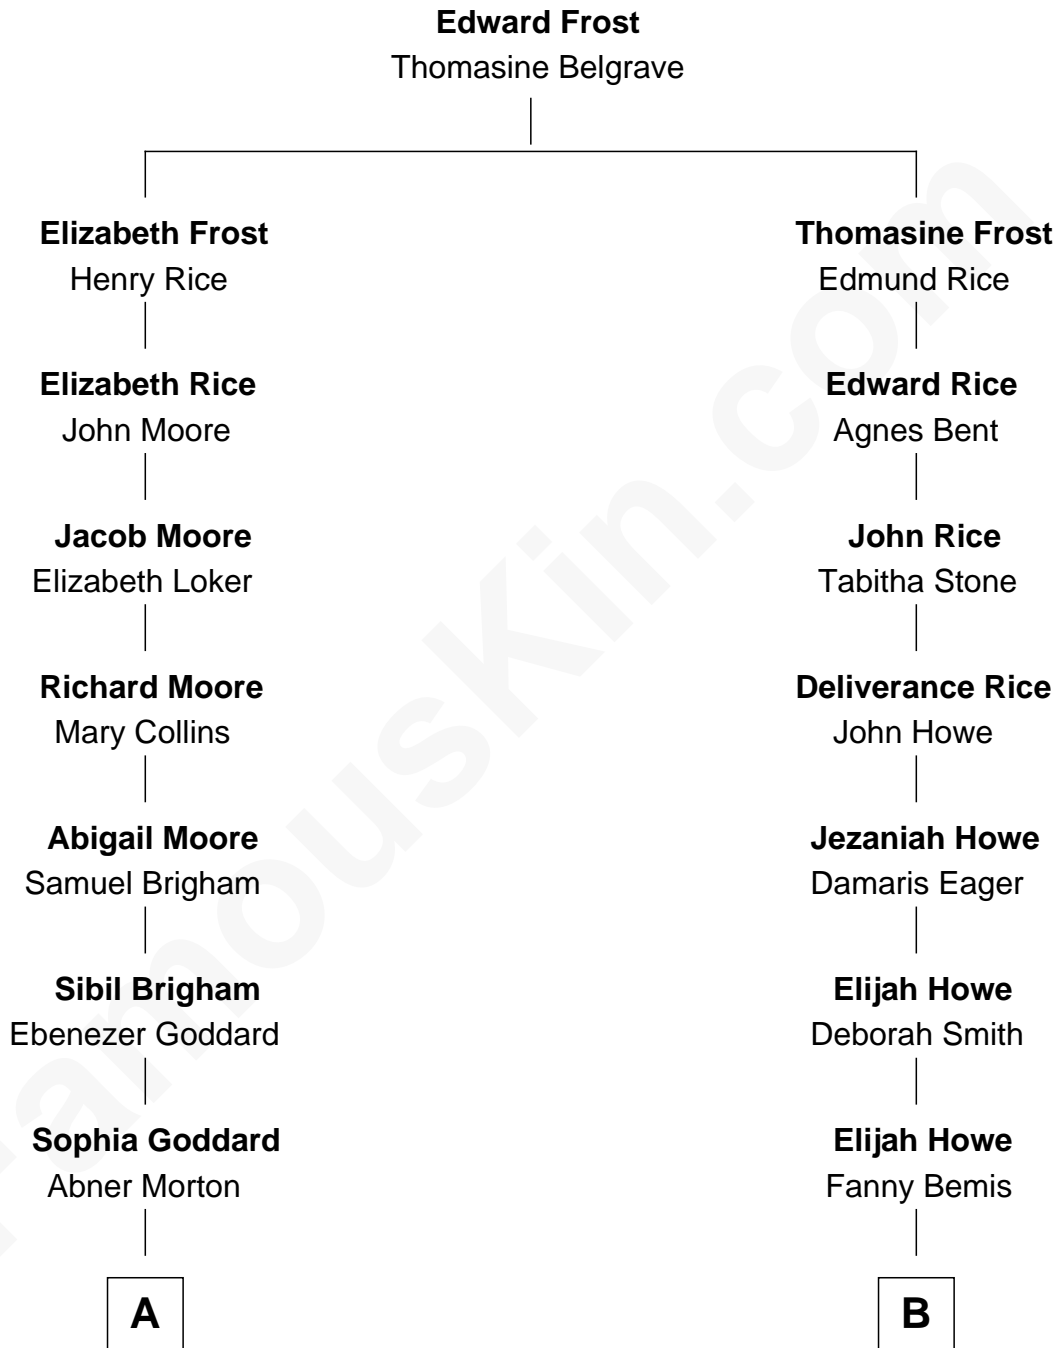 Edward Frost
Thomasine Belgrave
Elizabeth Frost
Henry Rice
Thomasine Frost
Edmund Rice
Elizabeth Rice
John Moore
Edward Rice
Agnes Bent
Jacob Moore
Elizabeth Loker
John Rice
Tabitha Stone
Richard Moore
Mary Collins
Deliverance Rice
John Howe
Abigail Moore
Samuel Brigham
Jezaniah Howe
Damaris Eager
Sibil Brigham
Ebenezer Goddard
Elijah Howe
Deborah Smith
Sophia Goddard
Abner Morton
Elijah Howe
Fanny Bemis
A
B
FamousKin.com